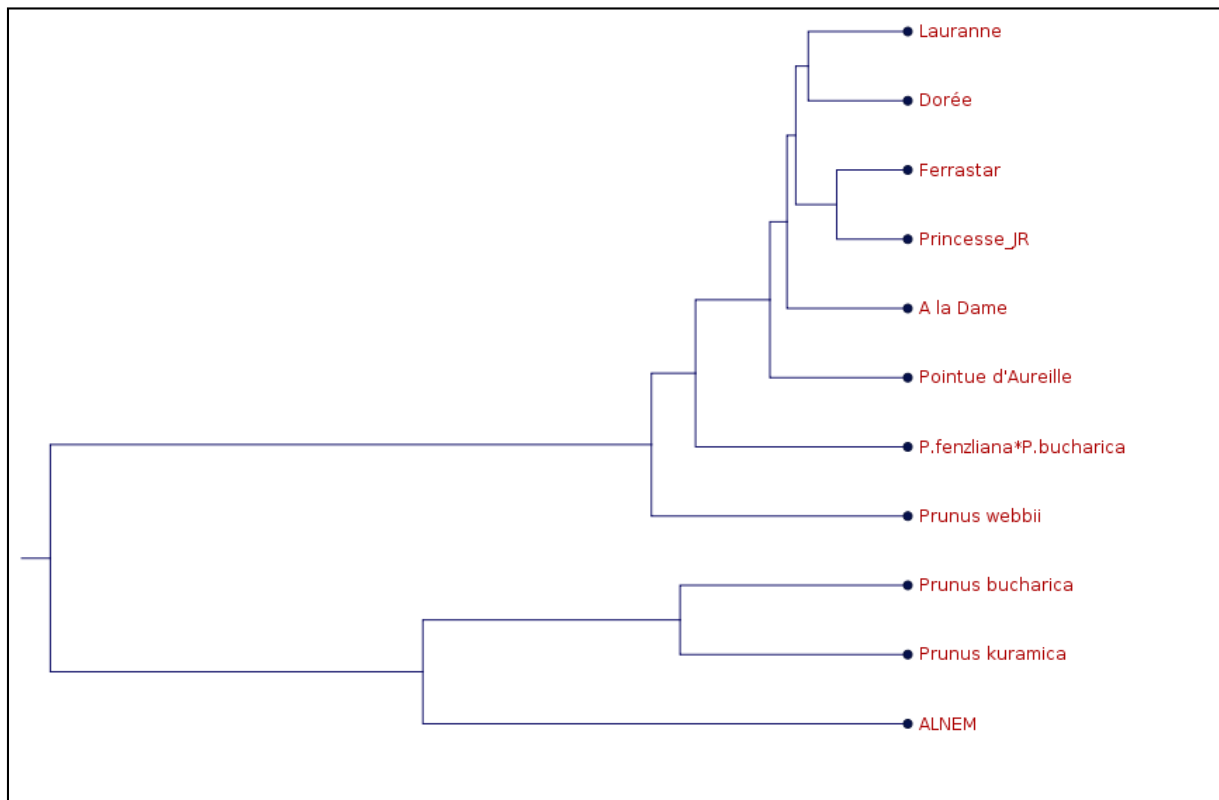 Lauranne
Dorée
Ferrastar
Princesse_JR
A la Dame
Pointue d'Aureille
P.fenzliana*P.bucharica
Prunus webbii
Prunus bucharica
Prunus kuramica
ALNEM